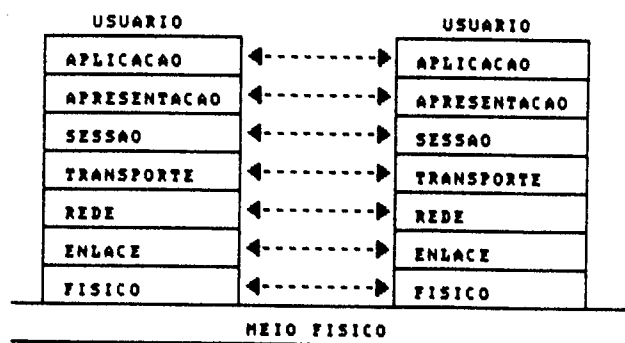 USUARIO USUARIO
APLICACAO APLICACAO
APRESENTACAO APRESENTACAO
SESSAO SESSAO
TRANSPORTE TRANSPORTE
REDE REDE
ENLACE ENLACE
FISICO FISICO
MEIO FISICO